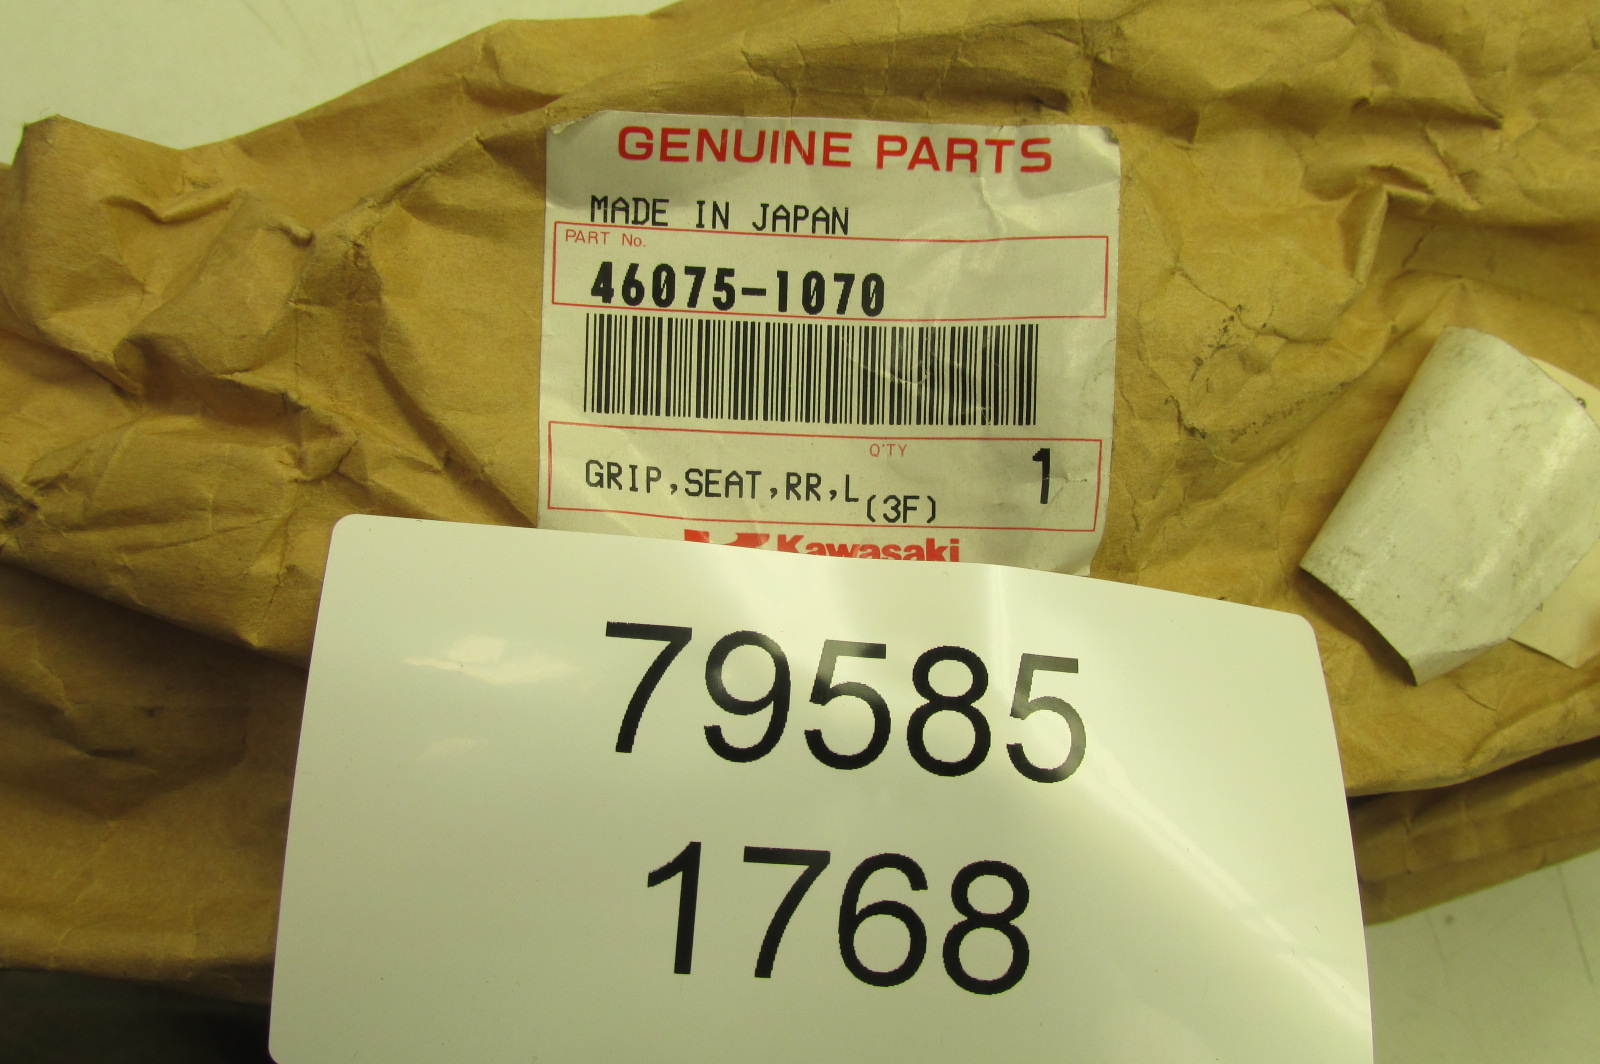 GENUINE PARTS
MADE IN JAPAN
PART No.
46075-1070
Q'TY
GRIP,SEAT,RR,L(3F) 1
Kawasaki
79585
1768